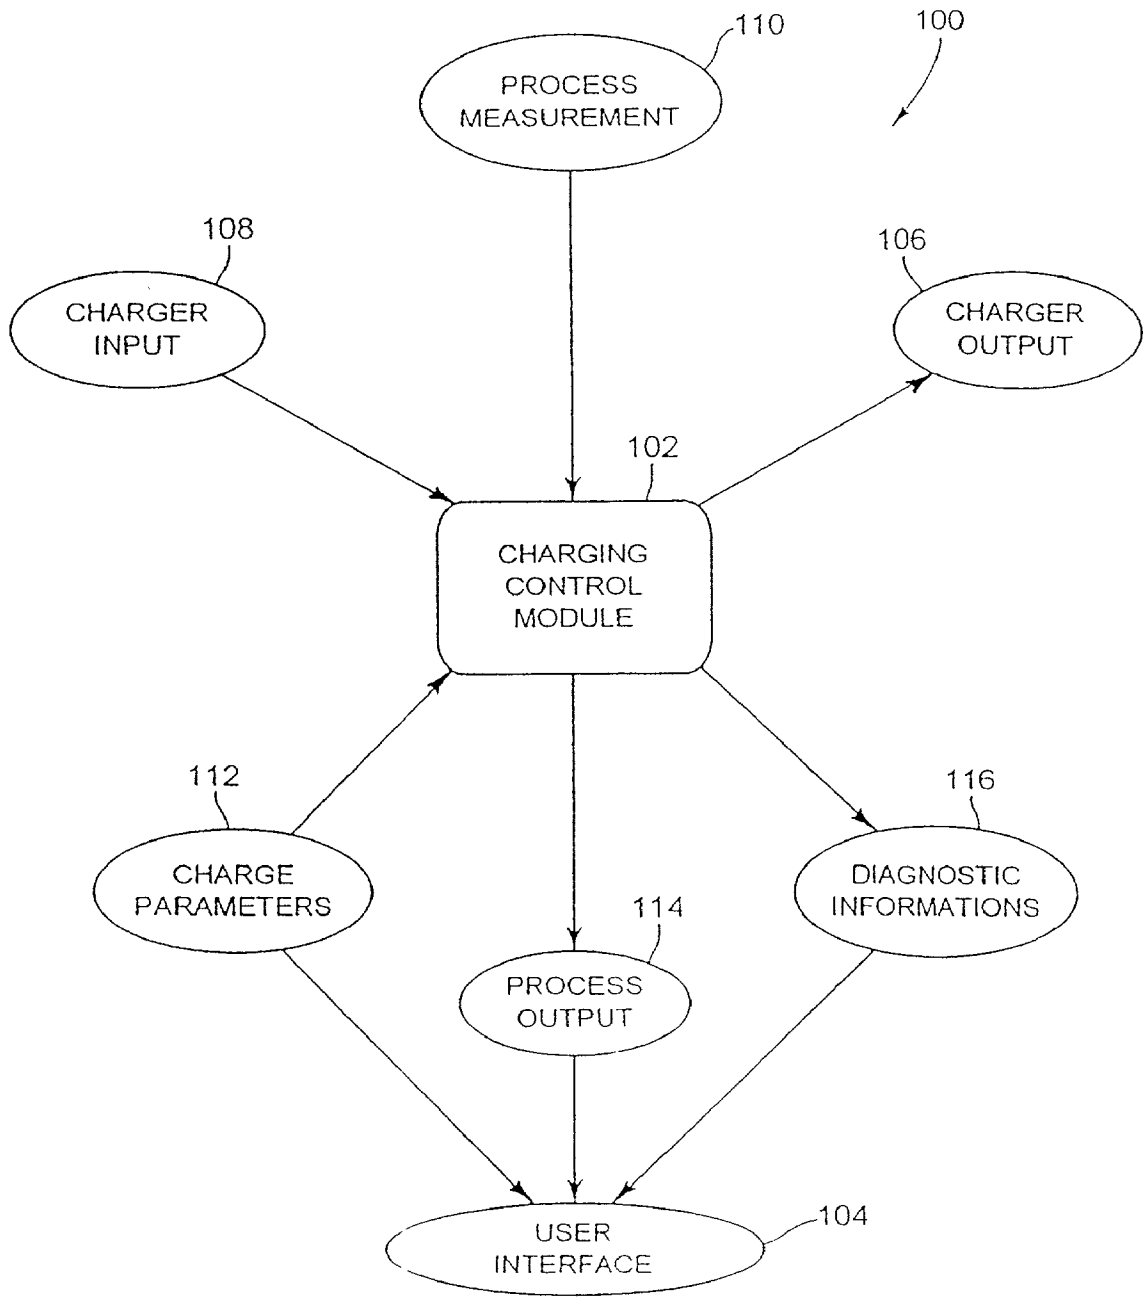 110
100
PROCESS
MEASUREMENT
108
CHARGER
INPUT
106
CHARGER
OUTPUT
102
CHARGING
CONTROL
MODULE
112
CHARGE
PARAMETERS
116
DIAGNOSTIC
INFORMATIONS
114
PROCESS
OUTPUT
104
USER
INTERFACE